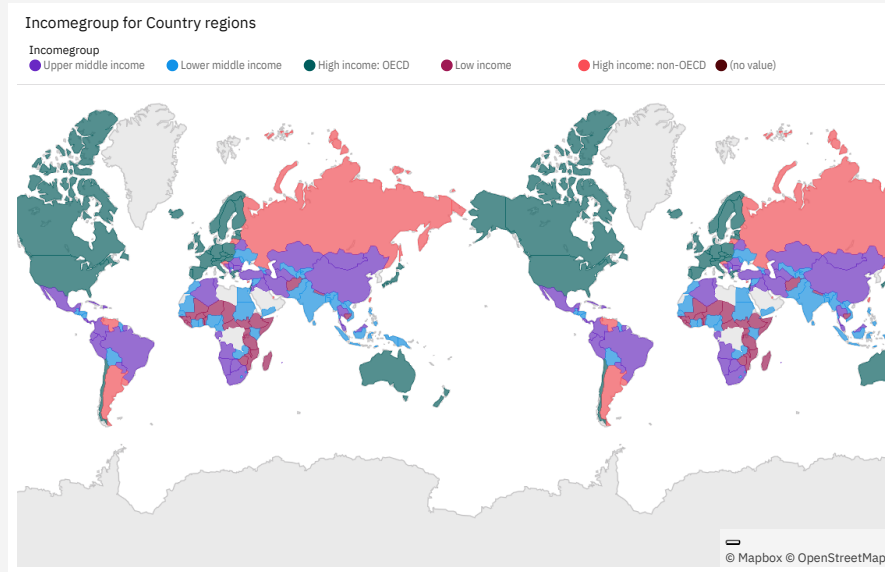 Incomegroup for Country regions
Incomegroup
Upper middle income Lower middle income High income: OECD Low income High income: non-OECD (no value)
© Mapbox © OpenStreetMap